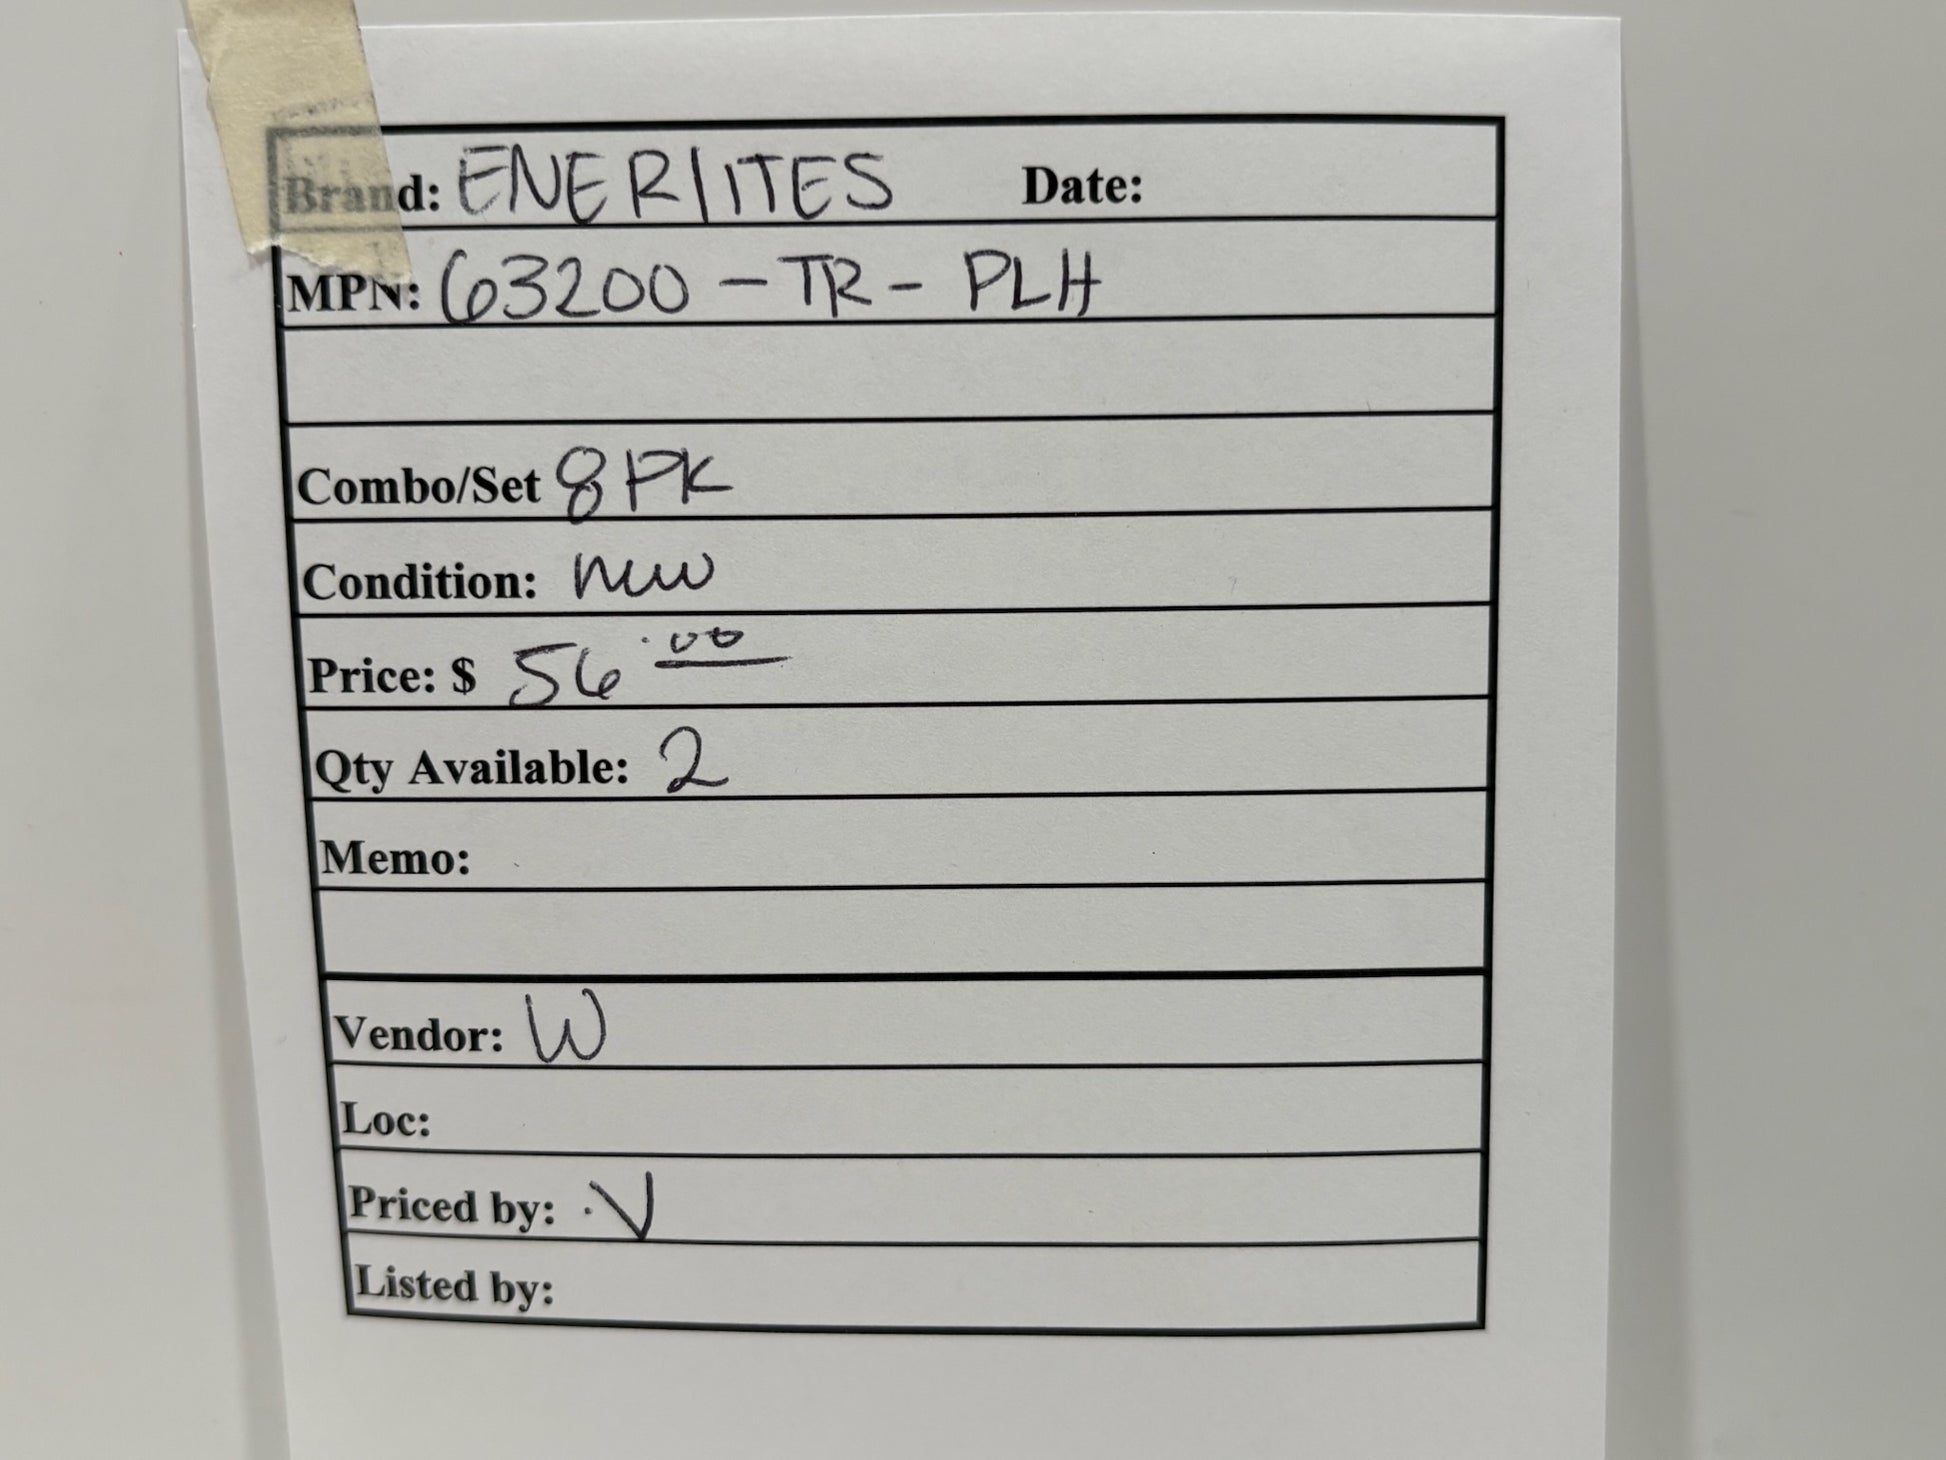 Brand: ENERlITES Date:
MPN: 63200 - TR - PLH
Combo/Set 8PK
Condition: new
Price: $ 56.00
Qty Available: 2
Memo:
Vendor: W
Loc:
Priced by: V
Listed by: